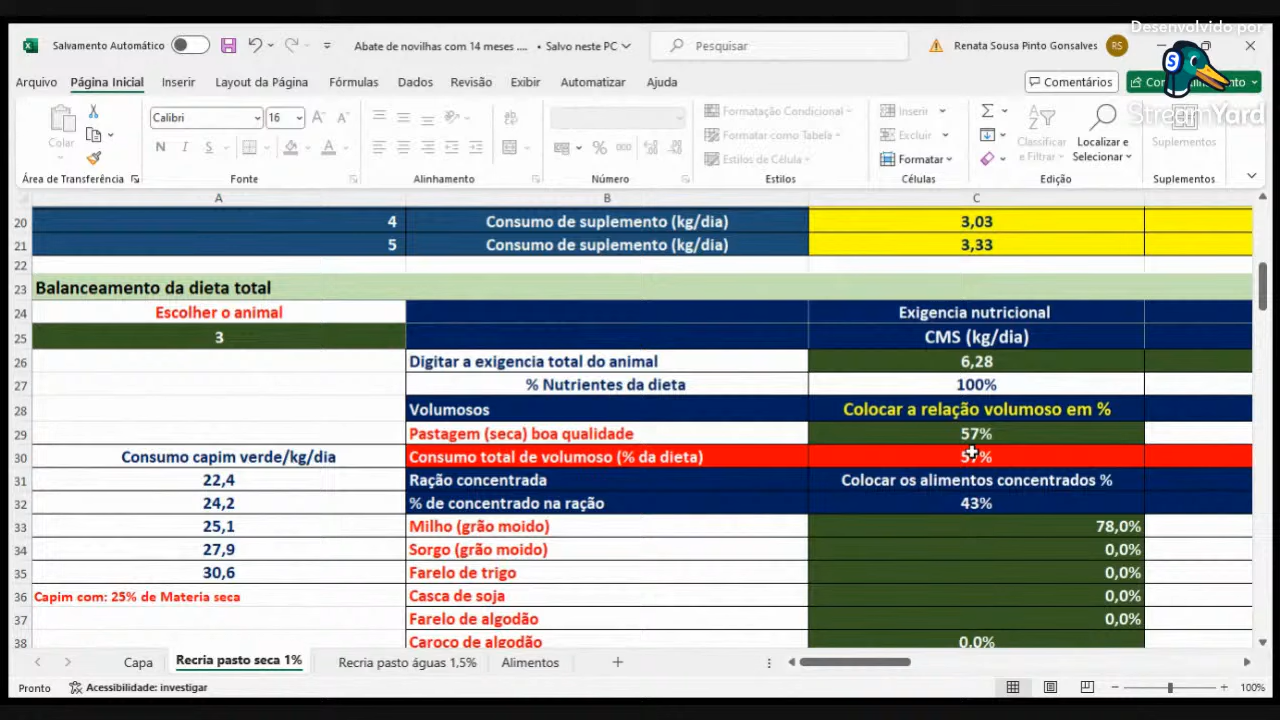 Desenvolvido por
StreamYard
Salvamento Automático
Abate de novilhas com 14 meses .... • Salvo neste PC
Pesquisar
Renata Sousa Pinto Gonsalves
RS
Arquivo Página Inicial Inserir Layout da Página Fórmulas Dados Revisão Exibir Automatizar Ajuda
Comentários
Colar
Calibri 16
N I S
Formatação Condicional
Formatar como Tabela
Estilos de Célula
Inserir
Excluir
Formatar
Classificar e Filtrar
Localizar e Selecionar
Suplementos
Área de Transferência Fonte Alinhamento Número Estilos Células Edição Suplementos
A B C
20 4 Consumo de suplemento (kg/dia) 3,03
21 5 Consumo de suplemento (kg/dia) 3,33
22
23 Balanceamento da dieta total
24 Escolher o animal Exigencia nutricional
25 3 CMS (kg/dia)
26 Digitar a exigencia total do animal 6,28
27 % Nutrientes da dieta 100%
28 Volumosos Colocar a relação volumoso em %
29 Pastagem (seca) boa qualidade 57%
30 Consumo capim verde/kg/dia Consumo total de volumoso (% da dieta) 57%
31 22,4 Ração concentrada Colocar os alimentos concentrados %
32 24,2 % de concentrado na ração 43%
33 25,1 Milho (grão moido) 78,0%
34 27,9 Sorgo (grão moido) 0,0%
35 30,6 Farelo de trigo 0,0%
36 Capim com: 25% de Materia seca Casca de soja 0,0%
37 Farelo de algodão 0,0%
38 Caroço de algodão 0,0%
Capa Recria pasto seca 1% Recria pasto águas 1,5% Alimentos
Pronto Acessibilidade: investigar 100%